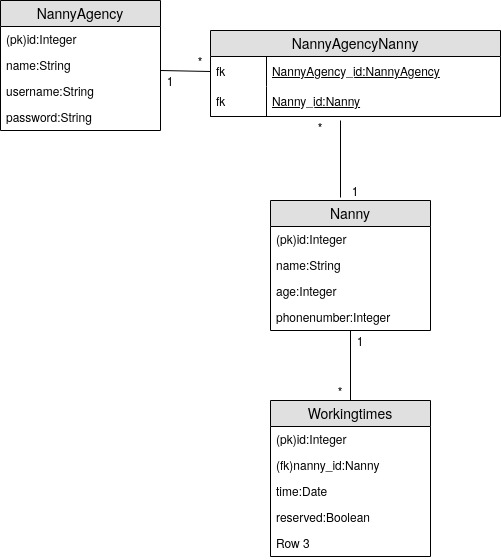 NannyAgency
(pk)id:Integer
name:String
username:String
password:String
1
*
NannyAgencyNanny
fk NannyAgency_id:NannyAgency
fk Nanny_id:Nanny
*
1
Nanny
(pk)id:Integer
name:String
age:Integer
phonenumber:Integer
1
*
Workingtimes
(pk)id:Integer
(fk)nanny_id:Nanny
time:Date
reserved:Boolean
Row 3